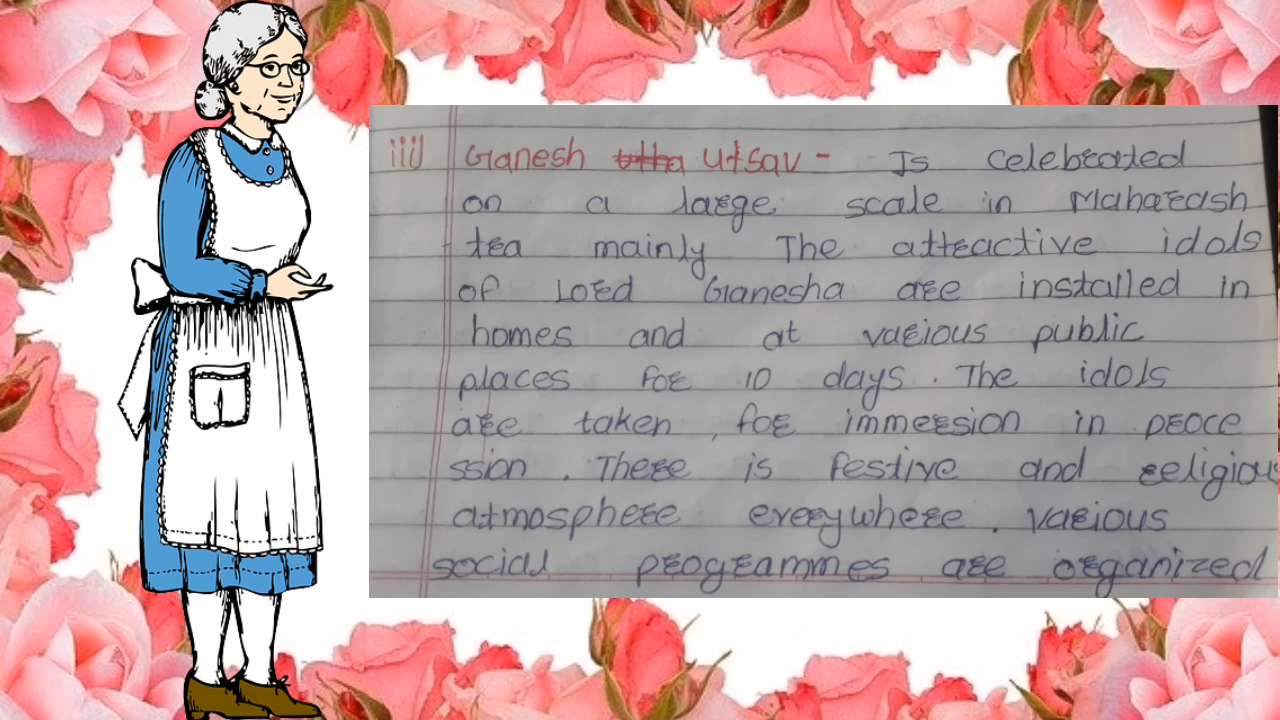 iii) Ganesh Utsav - Is celebrated
on a large scale in Maharash
tra mainly The attractive idols
of Lord Ganesha are installed in
homes and at various public
places for 10 days. The idols
are taken, for immersion in proce
ssion. There is festive and religiou
atmosphere everywhere. Various
social programmes are organized